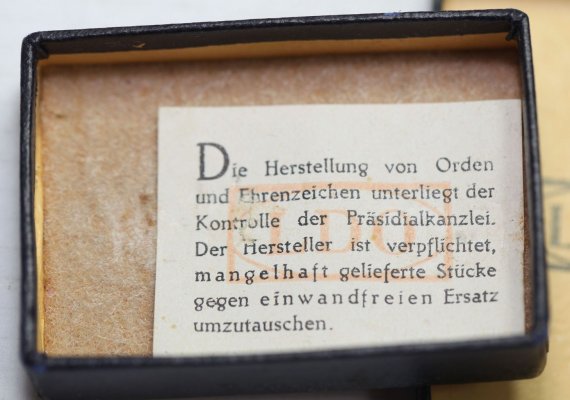 Die Herstellung von Orden
und Ehrenzeichen unterliegt der
Kontrolle der Präsidialkanzlei.
Der Hersteller ist verpflichtet,
mangelhaft gelieferte Stücke
gegen einwandfreien Ersatz
umzutauschen.
LDO